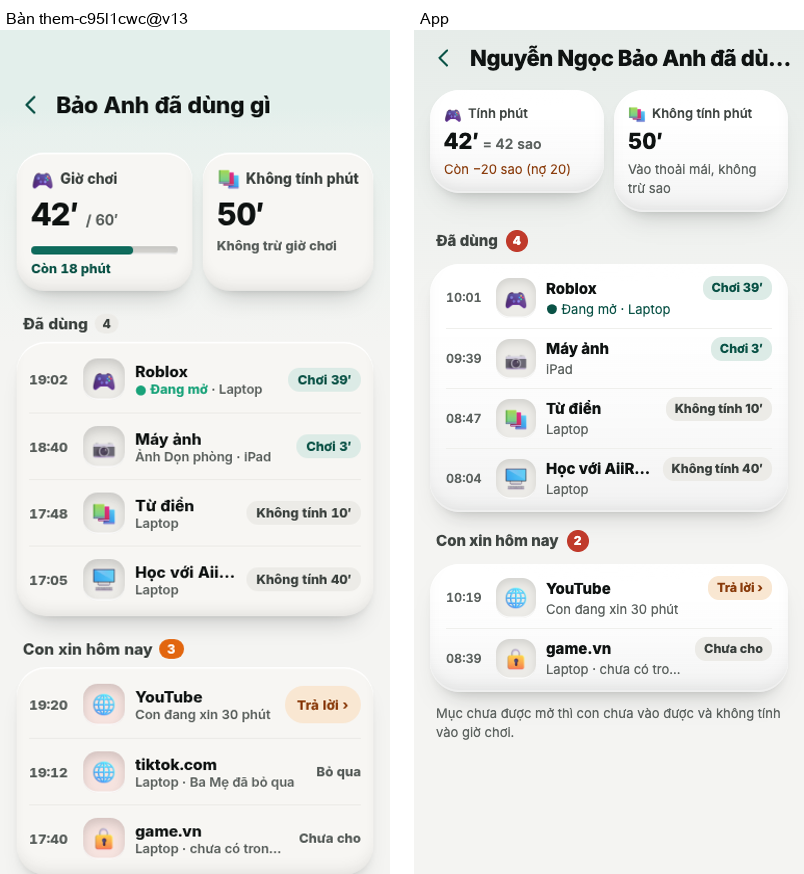 Bản them-c95l1cwc@v13
Bảo Anh đã dùng gì
Giờ chơi
42′ / 60′
Còn 18 phút
Không tính phút
50′
Không trừ giờ chơi
Đã dùng 4
19:02
Roblox
Đang mở · Laptop
Chơi 39′
18:40
Máy ảnh
Ảnh Dọn phòng · iPad
Chơi 3′
17:48
Từ điển
Laptop
Không tính 10′
17:05
Học với Aii...
Laptop
Không tính 40′
Con xin hôm nay 3
19:20
YouTube
Con đang xin 30 phút
Trả lời ›
19:12
tiktok.com
Laptop · Ba Mẹ đã bỏ qua
Bỏ qua
17:40
game.vn
Laptop · chưa có tron...
Chưa cho
App
Nguyễn Ngọc Bảo Anh đã dù...
Tính phút
42′ = 42 sao
Còn −20 sao (nợ 20)
Không tính phút
50′
Vào thoải mái, không
trừ sao
Đã dùng 4
10:01
Roblox
Đang mở · Laptop
Chơi 39′
09:39
Máy ảnh
iPad
Chơi 3′
08:47
Từ điển
Laptop
Không tính 10′
08:04
Học với AiiR...
Laptop
Không tính 40′
Con xin hôm nay 2
10:19
YouTube
Con đang xin 30 phút
Trả lời ›
08:39
game.vn
Laptop · chưa có tro...
Chưa cho
Mục chưa được mở thì con chưa vào được và không tính
vào giờ chơi.